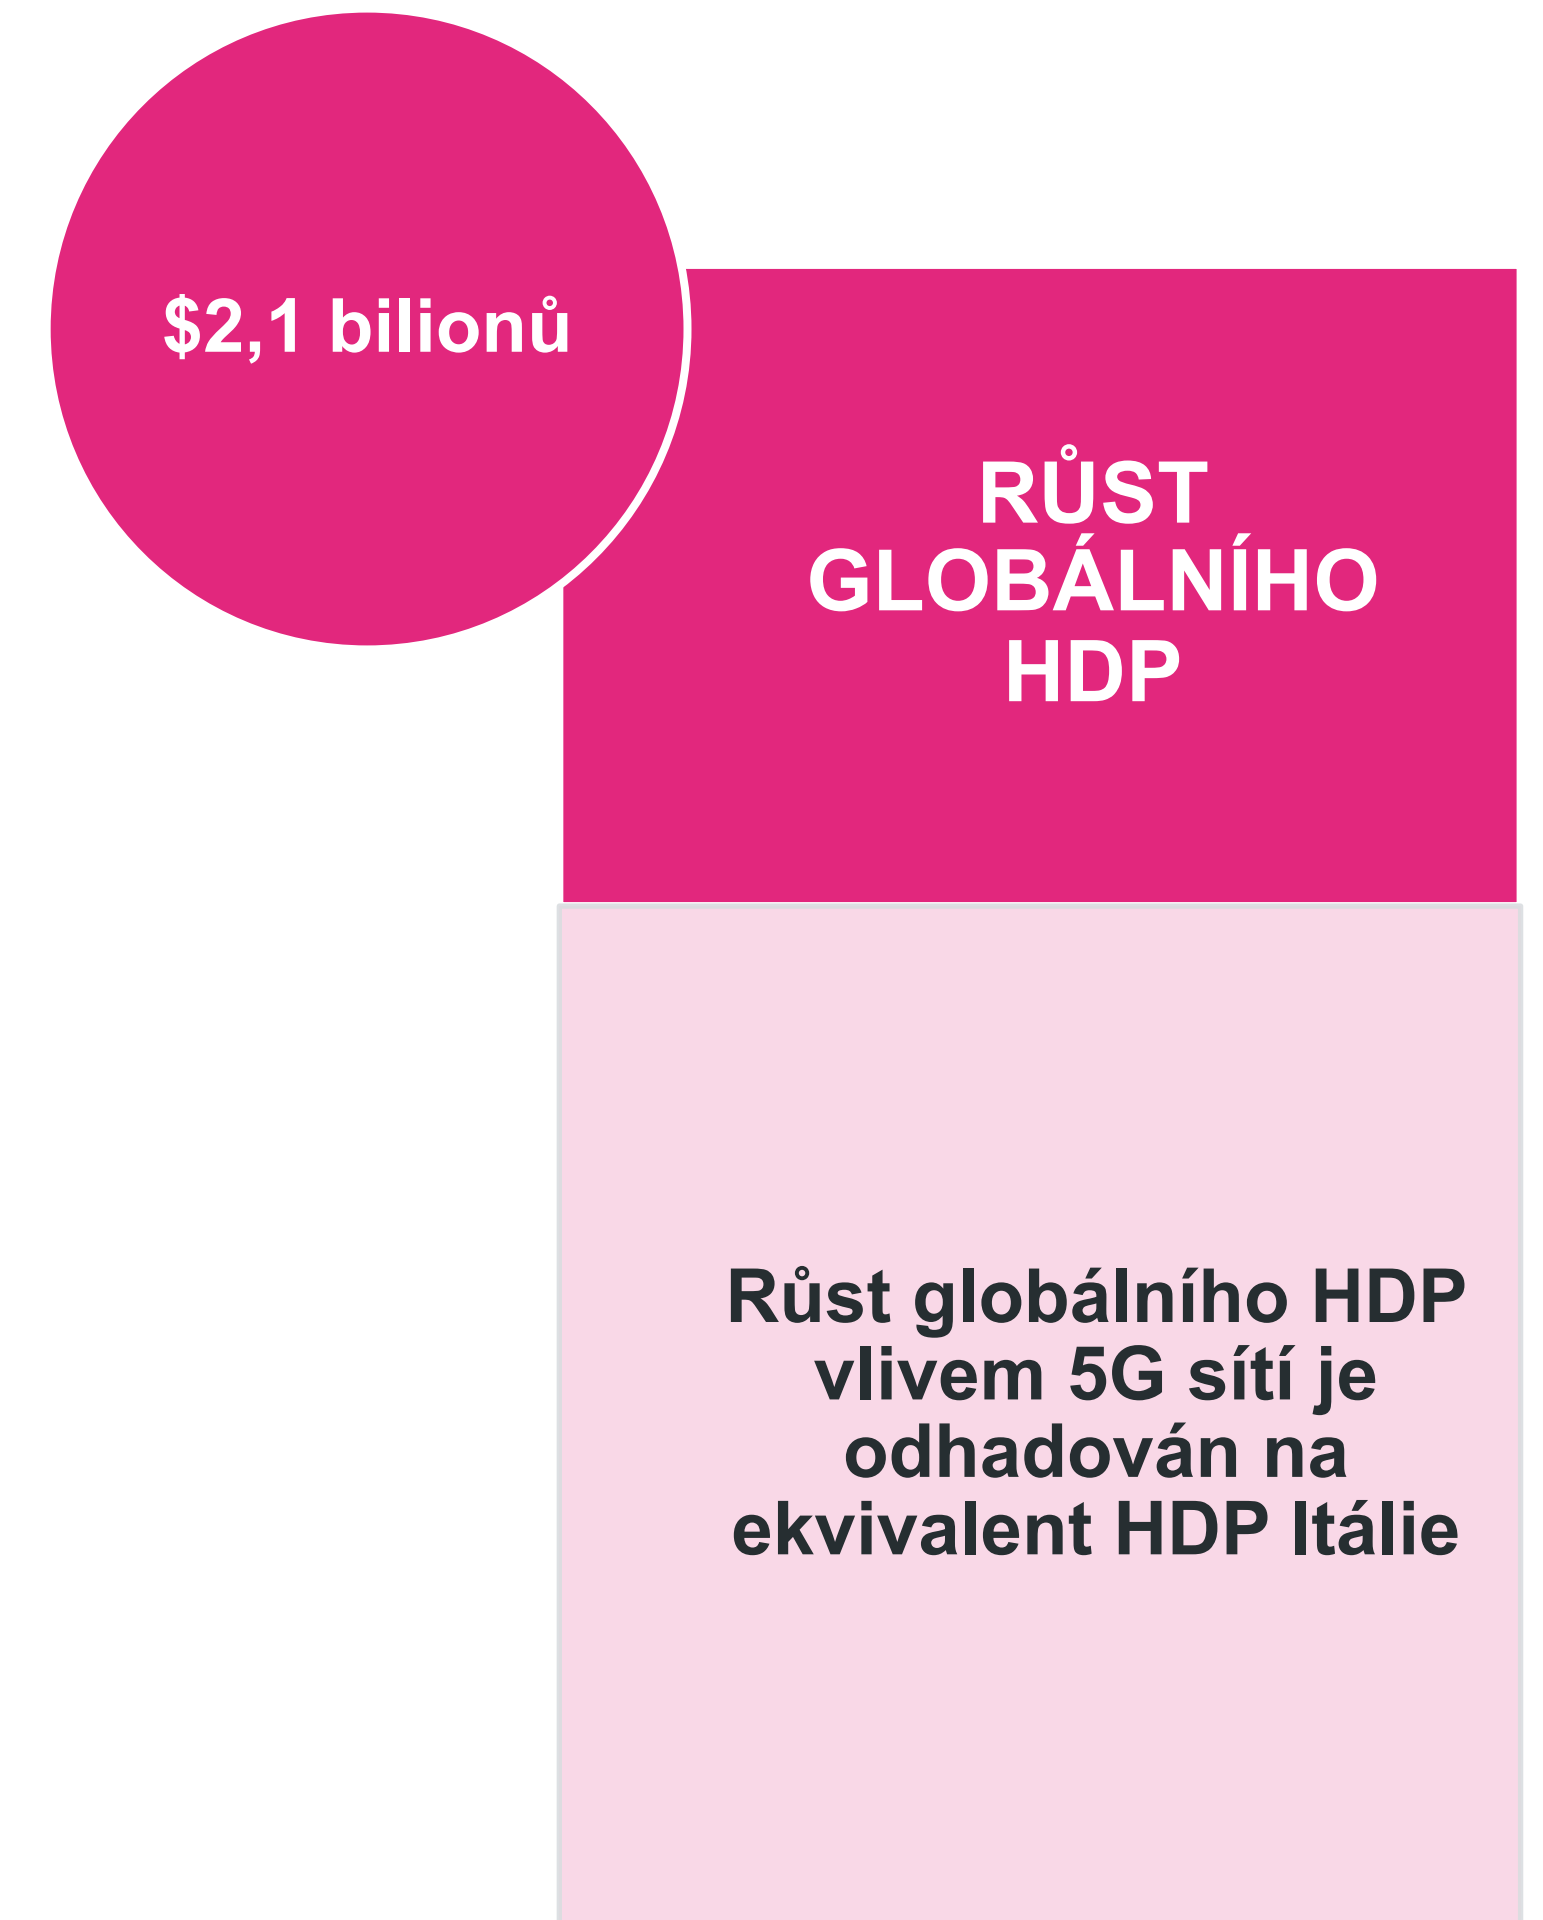 $2,1 bilionů
RŮST
GLOBÁLNÍHO
HDP
Růst globálního HDP
vlivem 5G sítí je
odhadován na
ekvivalent HDP Itálie